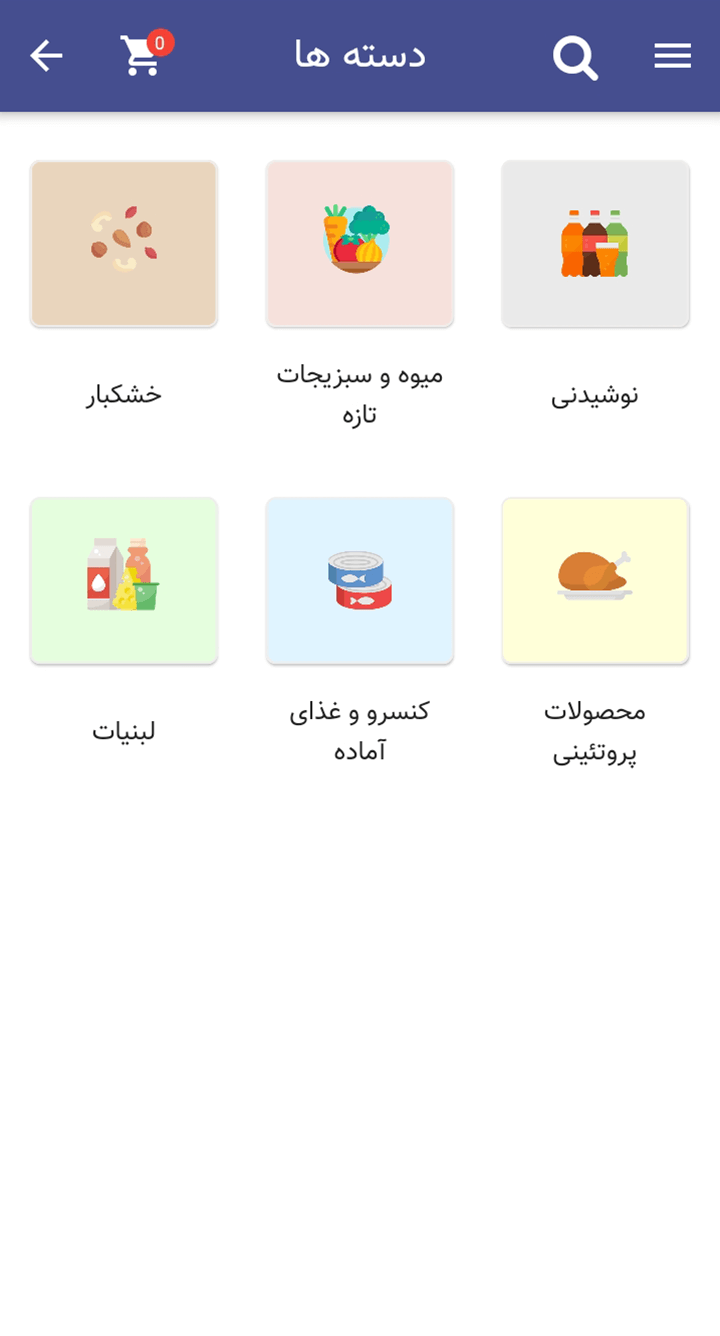 دسته ها
0
نوشیدنی
میوه و سبزیجات
تازه
خشکبار
محصولات
پروتئینی
کنسرو و غذای
آماده
لبنیات